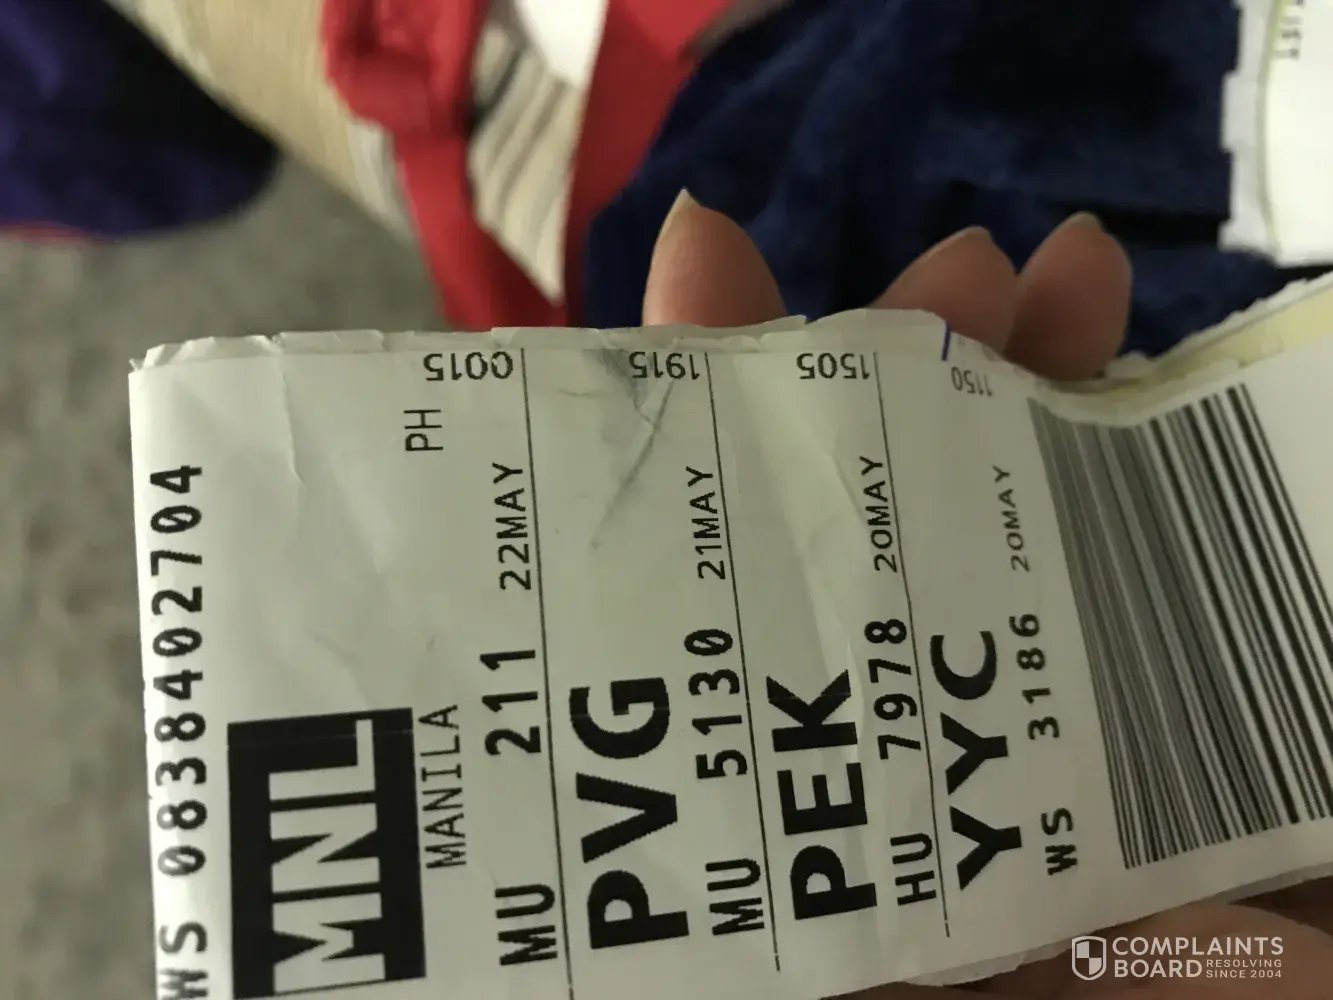 WS 0838402704
MNL
MANILA PH
MU 211 22MAY 0015
PVG
MU 5130 21MAY 1915
PEK
HU 7978 20MAY 1505
YYC
WS 3186 20MAY 1150
COMPLAINTS
BOARD RESOLVING
SINCE 2004